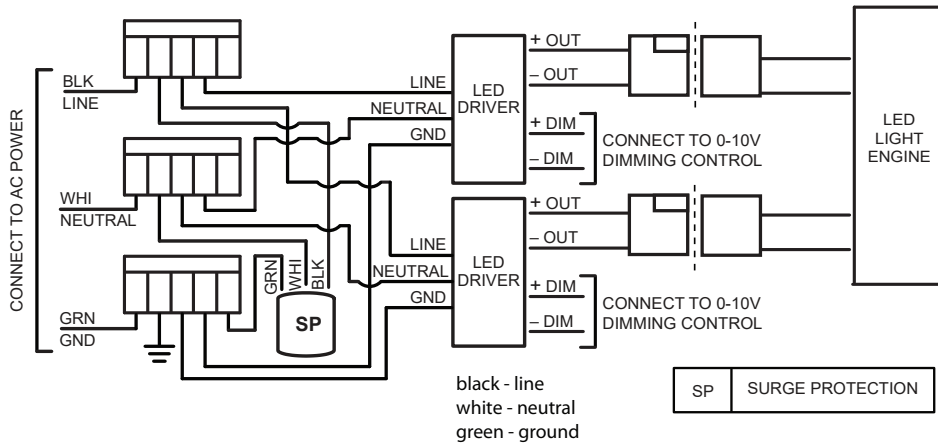 CONNECT TO AC POWER
BLK
LINE
WHI
NEUTRAL
GRN
GND
GRN
WHI
BLK
SP
LINE
NEUTRAL
GND
LED
DRIVER
+ OUT
– OUT
+ DIM
– DIM
CONNECT TO 0-10V
DIMMING CONTROL
LINE
NEUTRAL
GND
LED
DRIVER
+ OUT
– OUT
+ DIM
– DIM
CONNECT TO 0-10V
DIMMING CONTROL
LED
LIGHT
ENGINE
black - line
white - neutral
green - ground
SP SURGE PROTECTION